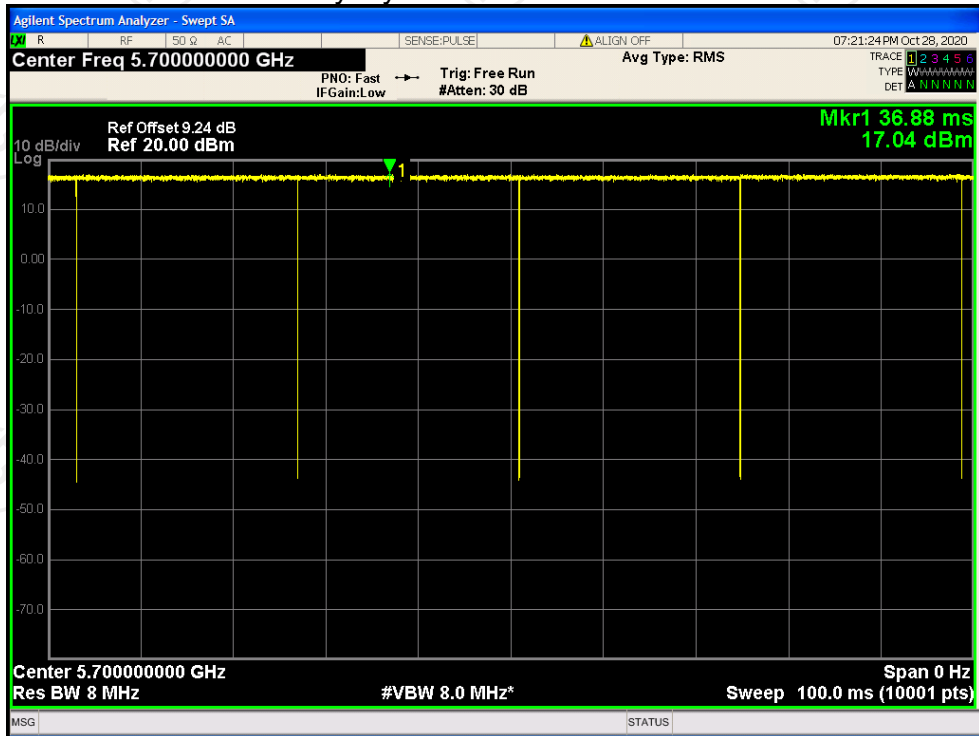 Agilent Spectrum Analyzer - Swept SA
LXI R RF 50 Ω AC SENSE:PULSE ALIGN OFF 07:21:24 PM Oct 28, 2020
Center Freq 5.700000000 GHz
PNO: Fast Trig: Free Run Avg Type: RMS TRACE 1 2 3 4 5 6
IFGain:Low #Atten: 30 dB TYPE W
DET A N N N N N
Mkr1 36.88 ms
17.04 dBm
Ref Offset 9.24 dB
10 dB/div Ref 20.00 dBm
Log
1
10.0
0.00
-10.0
-20.0
-30.0
-40.0
-50.0
-60.0
-70.0
Center 5.700000000 GHz Span 0 Hz
Res BW 8 MHz #VBW 8.0 MHz* Sweep 100.0 ms (10001 pts)
MSG STATUS